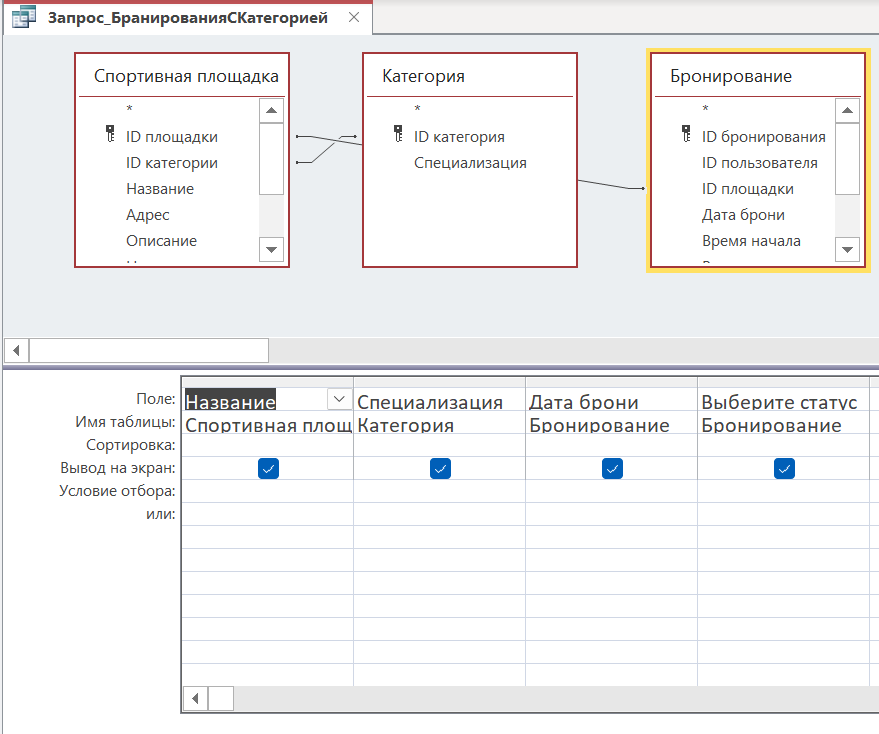 Запрос_БранированияСКатегорией
Спортивная площадка
*
ID площадки
ID категории
Название
Адрес
Описание
Категория
*
ID категория
Специализация
Бронирование
*
ID бронирования
ID пользователя
ID площадки
Дата брони
Время начала
Поле: Название Специализация Дата брони Выберите статус
Имя таблицы: Спортивная площ Категория Бронирование Бронирование
Сортировка:
Вывод на экран:
Условие отбора:
или: